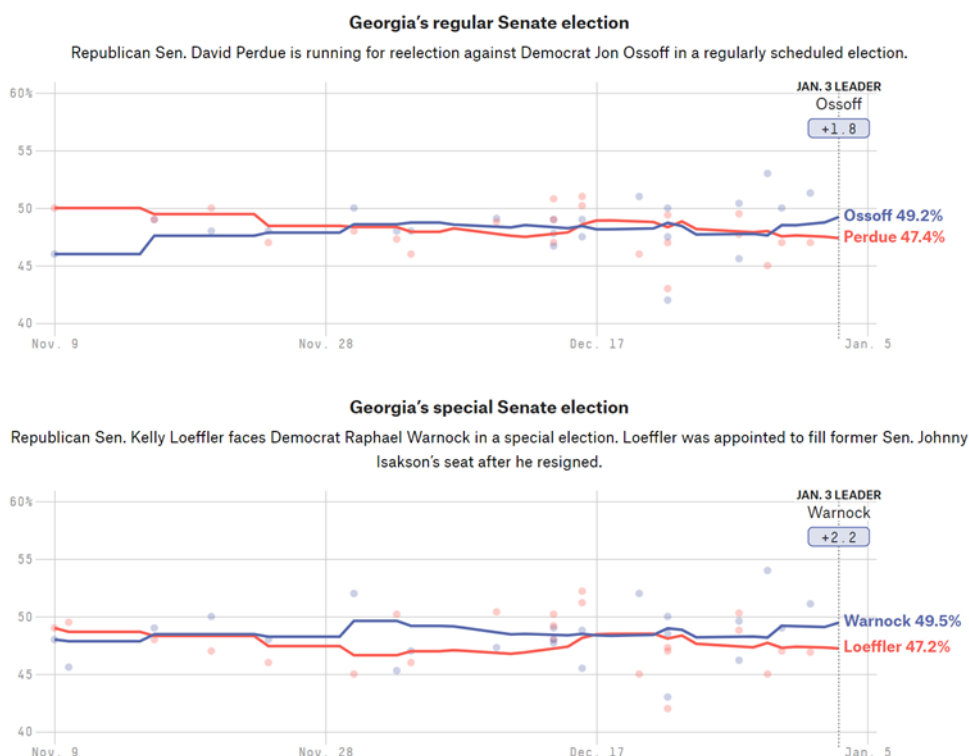 Georgia's regular Senate election
Republican Sen. David Perdue is running for reelection against Democrat Jon Ossoff in a regularly scheduled election.
JAN. 3 LEADER
Ossoff
+1.8
60%
55
50
45
40
Ossoff 49.2%
Perdue 47.4%
Nov. 9
Nov. 28
Dec. 17
Jan. 5
Georgia's special Senate election
Republican Sen. Kelly Loeffler faces Democrat Raphael Warnock in a special election. Loeffler was appointed to fill former Sen. Johnny
Isakson's seat after he resigned.
JAN. 3 LEADER
Warnock
+2.2
60%
55
50
45
40
Warnock 49.5%
Loeffler 47.2%
Nov. 9
Nov. 28
Dec. 17
Jan. 5